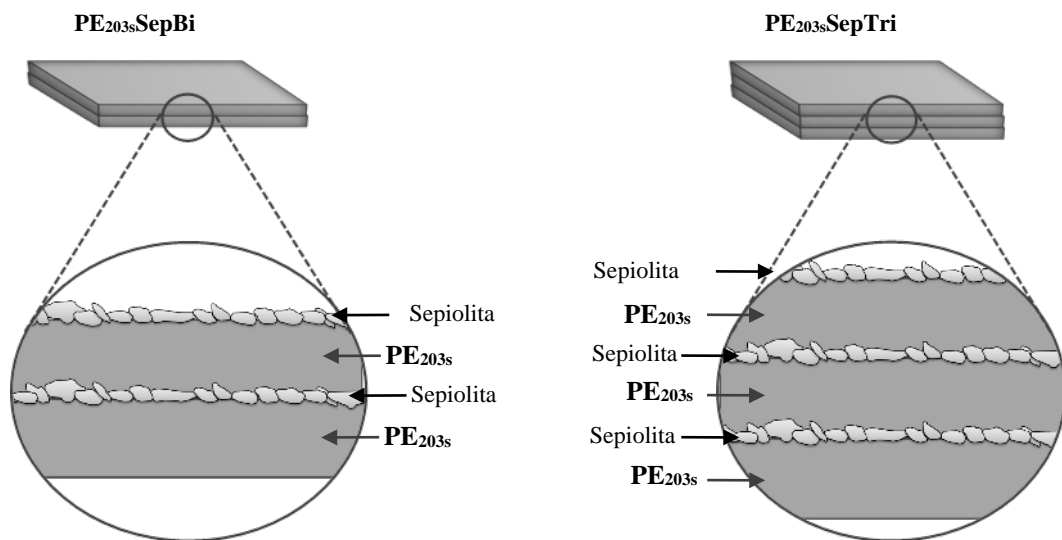 PE₂₀₃ₛSepBi
Sepiolita
PE₂₀₃ₛ
Sepiolita
PE₂₀₃ₛ
PE₂₀₃ₛSepTri
Sepiolita
PE₂₀₃ₛ
Sepiolita
PE₂₀₃ₛ
Sepiolita
PE₂₀₃ₛ